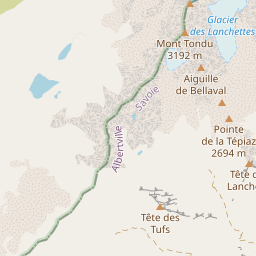 Glacier
des Lanchettes
Mont Tondu
3192 m
Aiguille
de Bellaval
Savoie
Albertville
Pointe
de la Tépiaz
2694 m
Tête de
Lanche
Tête des
Tufs